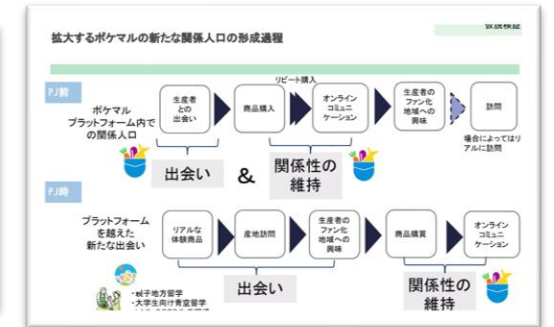 仮説検証
拡大するポケマルの新たな関係人口の形成過程
PJ前
ポケマル
プラットフォーム内で
の関係人口
生産者
との
出会い
商品購入
リピート購入
オンライン
コミュニ
ケーション
生産者の
ファン化
地域への
興味
訪問
場合によってはリ
アルに訪問
出会い
&
関係性の
維持
PJ時
プラットフォーム
を越えた
新たな出会い
リアルな
体験商品
産地訪問
生産者の
ファン化
地域への
興味
商品購買
オンライン
コミュニ
ケーション
出会い
関係性の
維持
・親子地方留学
・大学生向け青空留学